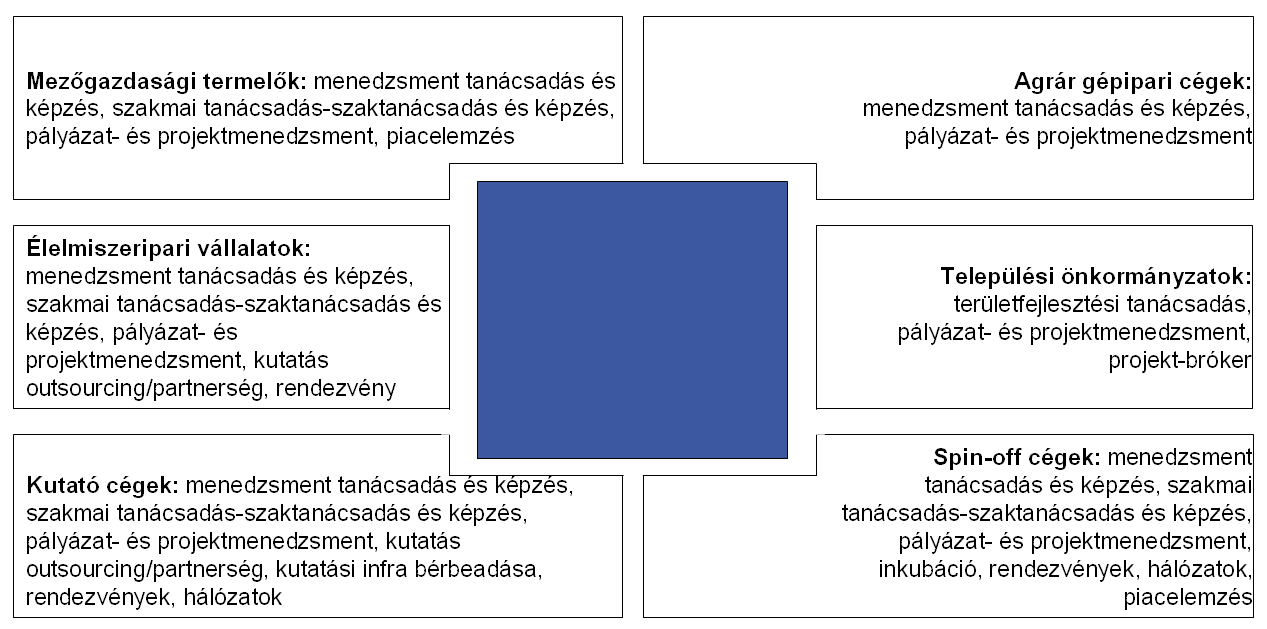 Mezőgazdasági termelők: menedzsment tanácsadás és
képzés, szakmai tanácsadás-szaktanácsadás és képzés,
pályázat- és projektmenedzsment, piacelemzés
Agrár gépipari cégek:
menedzsment tanácsadás és képzés,
pályázat- és projektmenedzsment
Élelmiszeripari vállalatok:
menedzsment tanácsadás és képzés,
szakmai tanácsadás-szaktanácsadás és
képzés, pályázat- és
projektmenedzsment, kutatás
outsourcing/partnerség, rendezvény
Települési önkormányzatok:
területfejlesztési tanácsadás,
pályázat- és projektmenedzsment,
projekt-bróker
Kutató cégek: menedzsment tanácsadás és képzés,
szakmai tanácsadás-szaktanácsadás és képzés,
pályázat- és projektmenedzsment, kutatás
outsourcing/partnerség, kutatási infra bérbeadása,
rendezvények, hálózatok
Spin-off cégek: menedzsment
tanácsadás és képzés, szakmai
tanácsadás-szaktanácsadás és képzés,
pályázat- és projektmenedzsment,
inkubáció, rendezvények, hálózatok,
piacelemzés